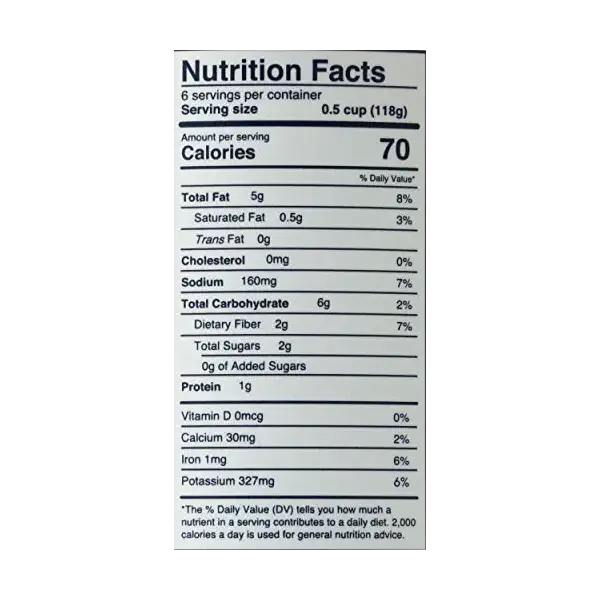 Nutrition Facts
6 servings per container
Serving size 0.5 cup (118g)
Amount per serving
Calories 70
% Daily Value*
Total Fat 5g 8%
Saturated Fat 0.5g 3%
Trans Fat 0g
Cholesterol 0mg 0%
Sodium 160mg 7%
Total Carbohydrate 6g 2%
Dietary Fiber 2g 7%
Total Sugars 2g
0g of Added Sugars
Protein 1g
Vitamin D 0mcg 0%
Calcium 30mg 2%
Iron 1mg 6%
Potassium 327mg 6%
*The % Daily Value (DV) tells you how much a
nutrient in a serving contributes to a daily diet. 2,000
calories a day is used for general nutrition advice.